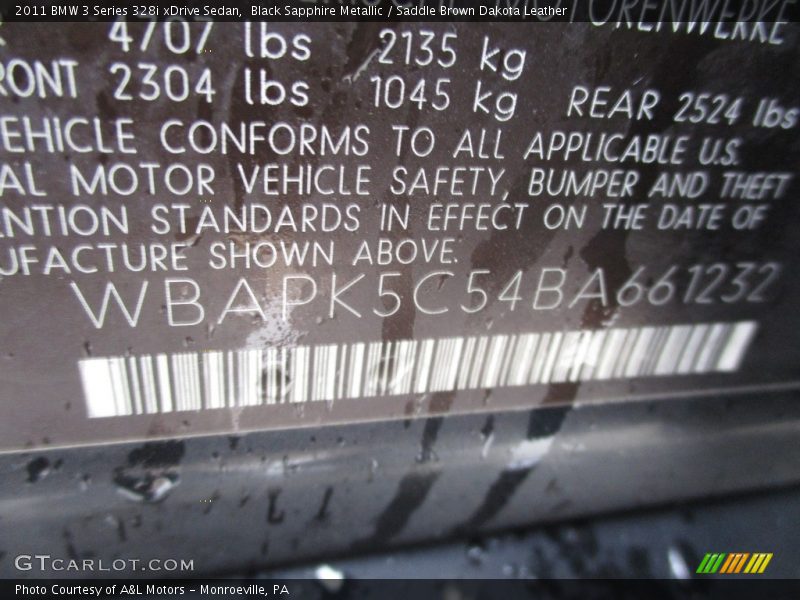 2011 BMW 3 Series 328i xDrive Sedan, Black Sapphire Metallic / Saddle Brown Dakota Leather
4707 lbs 2135 kg
RONT 2304 lbs 1045 kg REAR 2524 lbs
EHICLE CONFORMS TO ALL APPLICABLE U.S.
AL MOTOR VEHICLE SAFETY, BUMPER AND THEFT
ENTION STANDARDS IN EFFECT ON THE DATE OF
UFACTURE SHOWN ABOVE.
WBAPK5C54BA661232
GTCARLOT.COM
Photo Courtesy of A&L Motors - Monroeville, PA